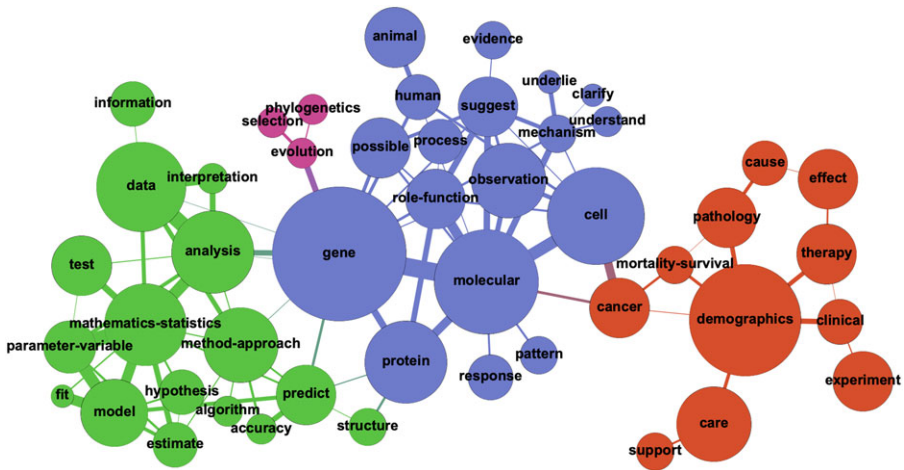 animal
evidence
underlie
clarify
information
phylogenetics
human
suggest
selection
understand
mechanism
possible
process
evolution
cause
interpretation
data
observation
effect
role-function
cell
pathology
analysis
gene
test
molecular
mortality-survival
therapy
cancer
mathematics-statistics
demographics
clinical
parameter-variable
method-approach
pattern
protein
response
experiment
hypothesis
fit
predict
algorithm
model
accuracy
structure
care
estimate
support